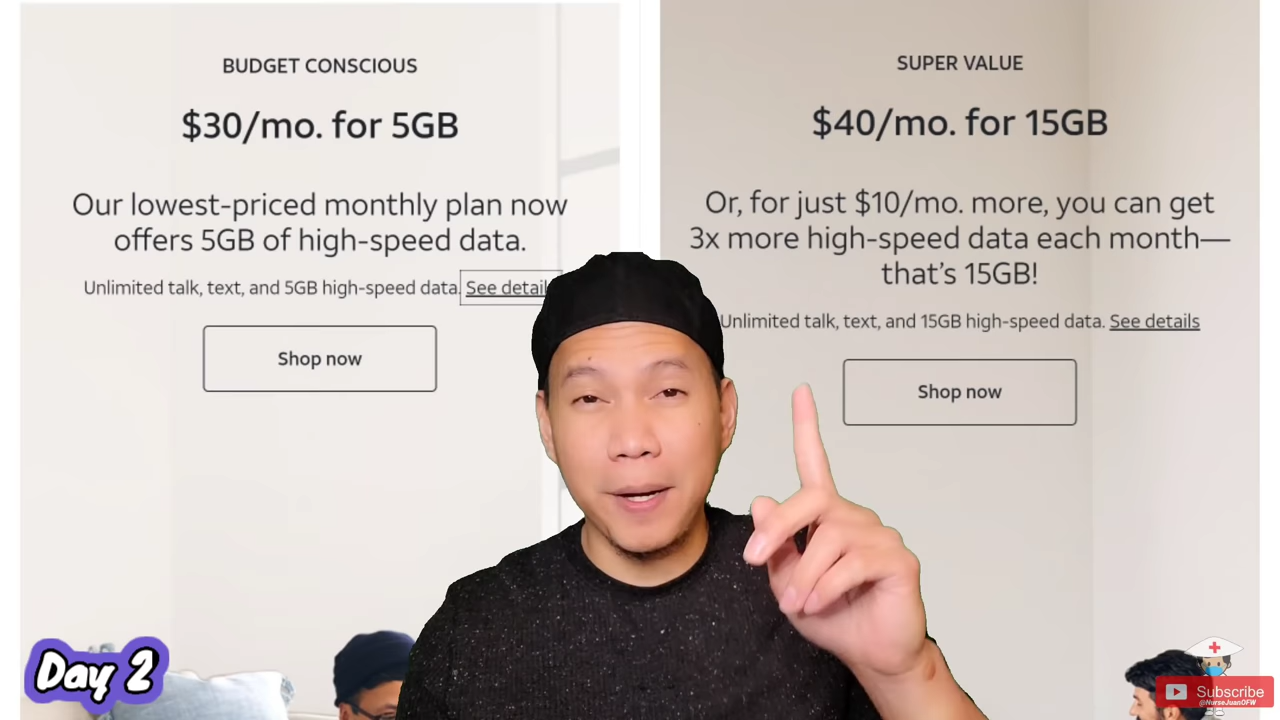 BUDGET CONSCIOUS
$30/mo. for 5GB
Our lowest-priced monthly plan now
offers 5GB of high-speed data.
Unlimited talk, text, and 5GB high-speed data. See detail
Shop now
SUPER VALUE
$40/mo. for 15GB
Or, for just $10/mo. more, you can get
3x more high-speed data each month—
that's 15GB!
Unlimited talk, text, and 15GB high-speed data. See details
Shop now
Day 2
Subscribe
@NurseJuanOFW